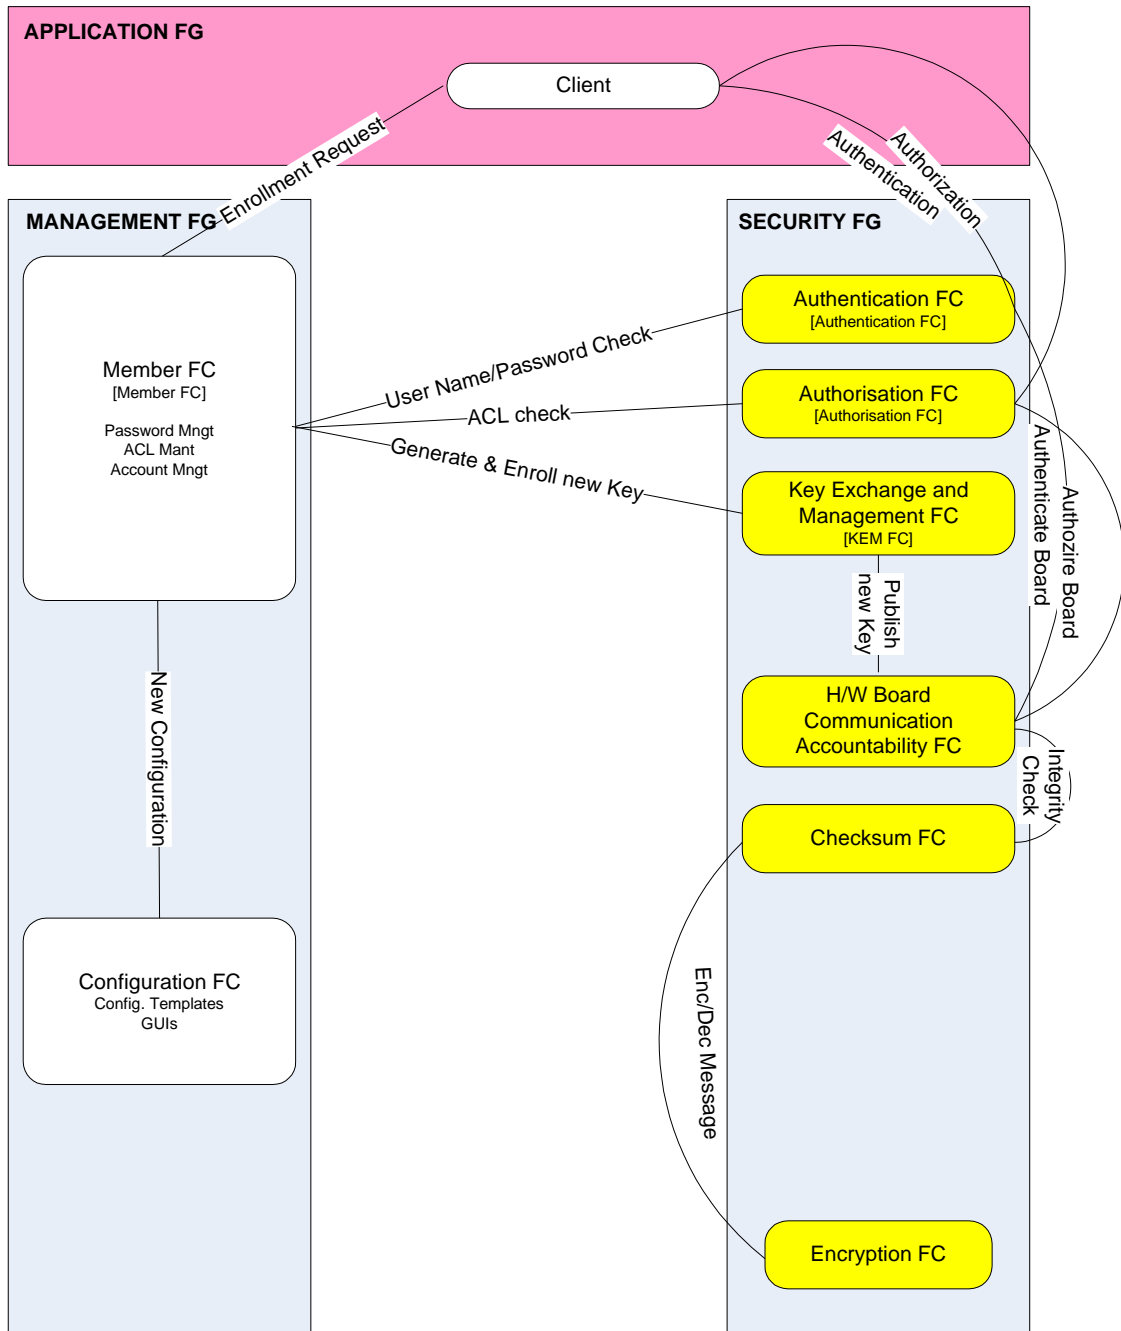 APPLICATION FG
Client
Enrollment Request
Authorization
Authentication
MANAGEMENT FG
SECURITY FG
Member FC
[Member FC]
Password Mngt
ACL Mant
Account Mngt
User Name/Password Check
ACL check
Generate & Enroll new Key
Authentication FC
[Authentication FC]
Authorisation FC
[Authorisation FC]
Key Exchange and
Management FC
[KEM FC]
Authenticate Board
Authozire Board
Publish
new Key
H/W Board
Communication
Accountability FC
Integrity
Check
Checksum FC
New Configuration
Configuration FC
Config. Templates
GUIs
Enc/Dec Message
Encryption FC